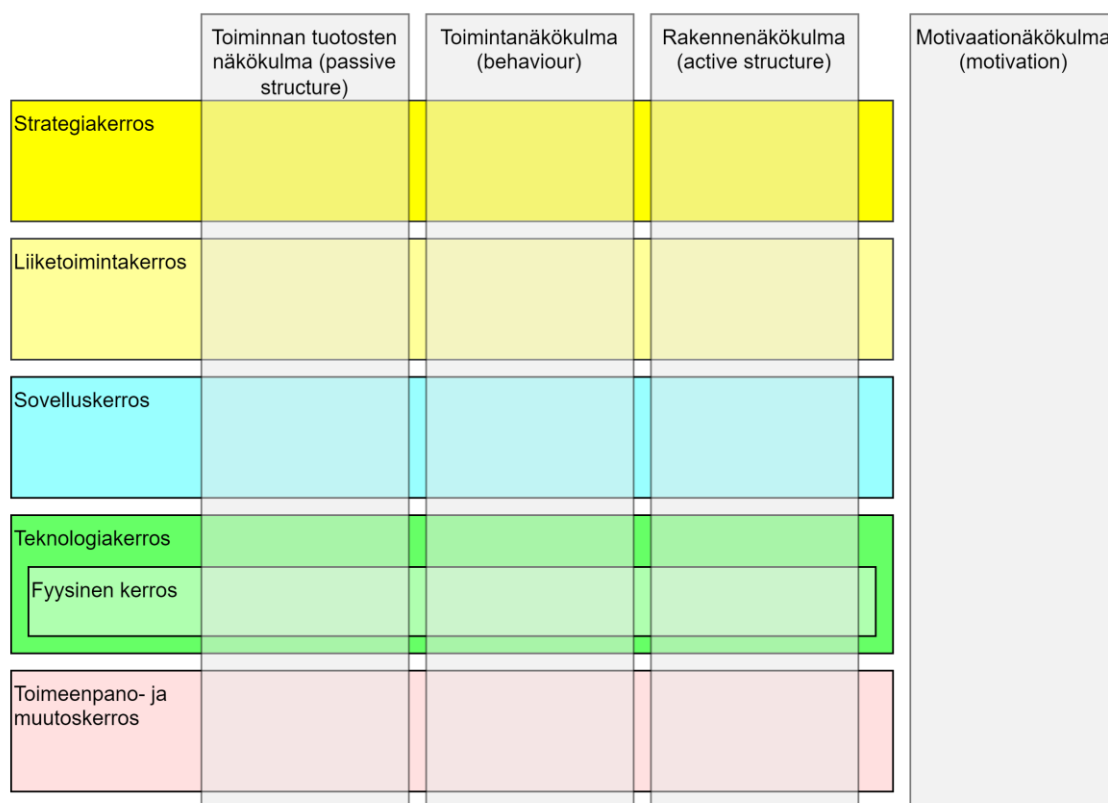 Toiminnan tuotosten
näkökulma (passive
structure)
Toimintanäkökulma
(behaviour)
Rakennenäkökulma
(active structure)
Motivaationäkökulma
(motivation)
Strategiakerros
Liiketoimintakerros
Sovelluskerros
Teknologiakerros
Fyysinen kerros
Toimeenpano- ja
muutoskerros